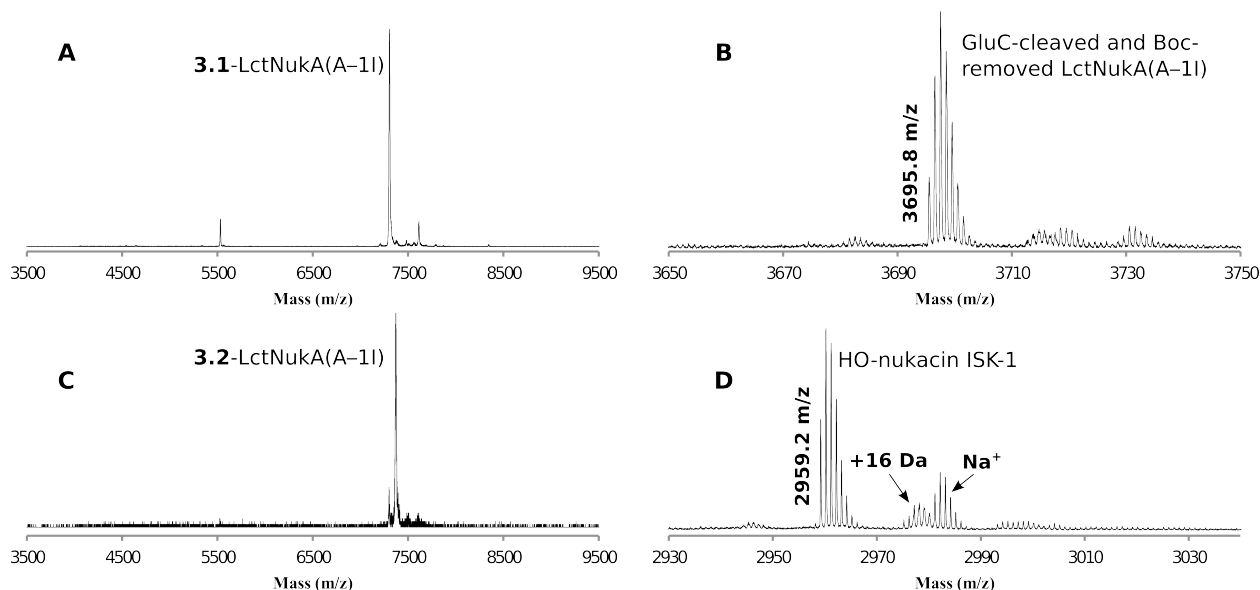 A
3.1-LctNukA(A–1I)
3500 4500 5500 6500 7500 8500 9500
Mass (m/z)
B
GluC-cleaved and Boc-
removed LctNukA(A–1I)
3695.8 m/z
3650 3670 3690 3710 3730 3750
Mass (m/z)
C
3.2-LctNukA(A–1I)
3500 4500 5500 6500 7500 8500 9500
Mass (m/z)
D
HO-nukacin ISK-1
2959.2 m/z
+16 Da
Na⁺
2930 2950 2970 2990 3010 3030
Mass (m/z)